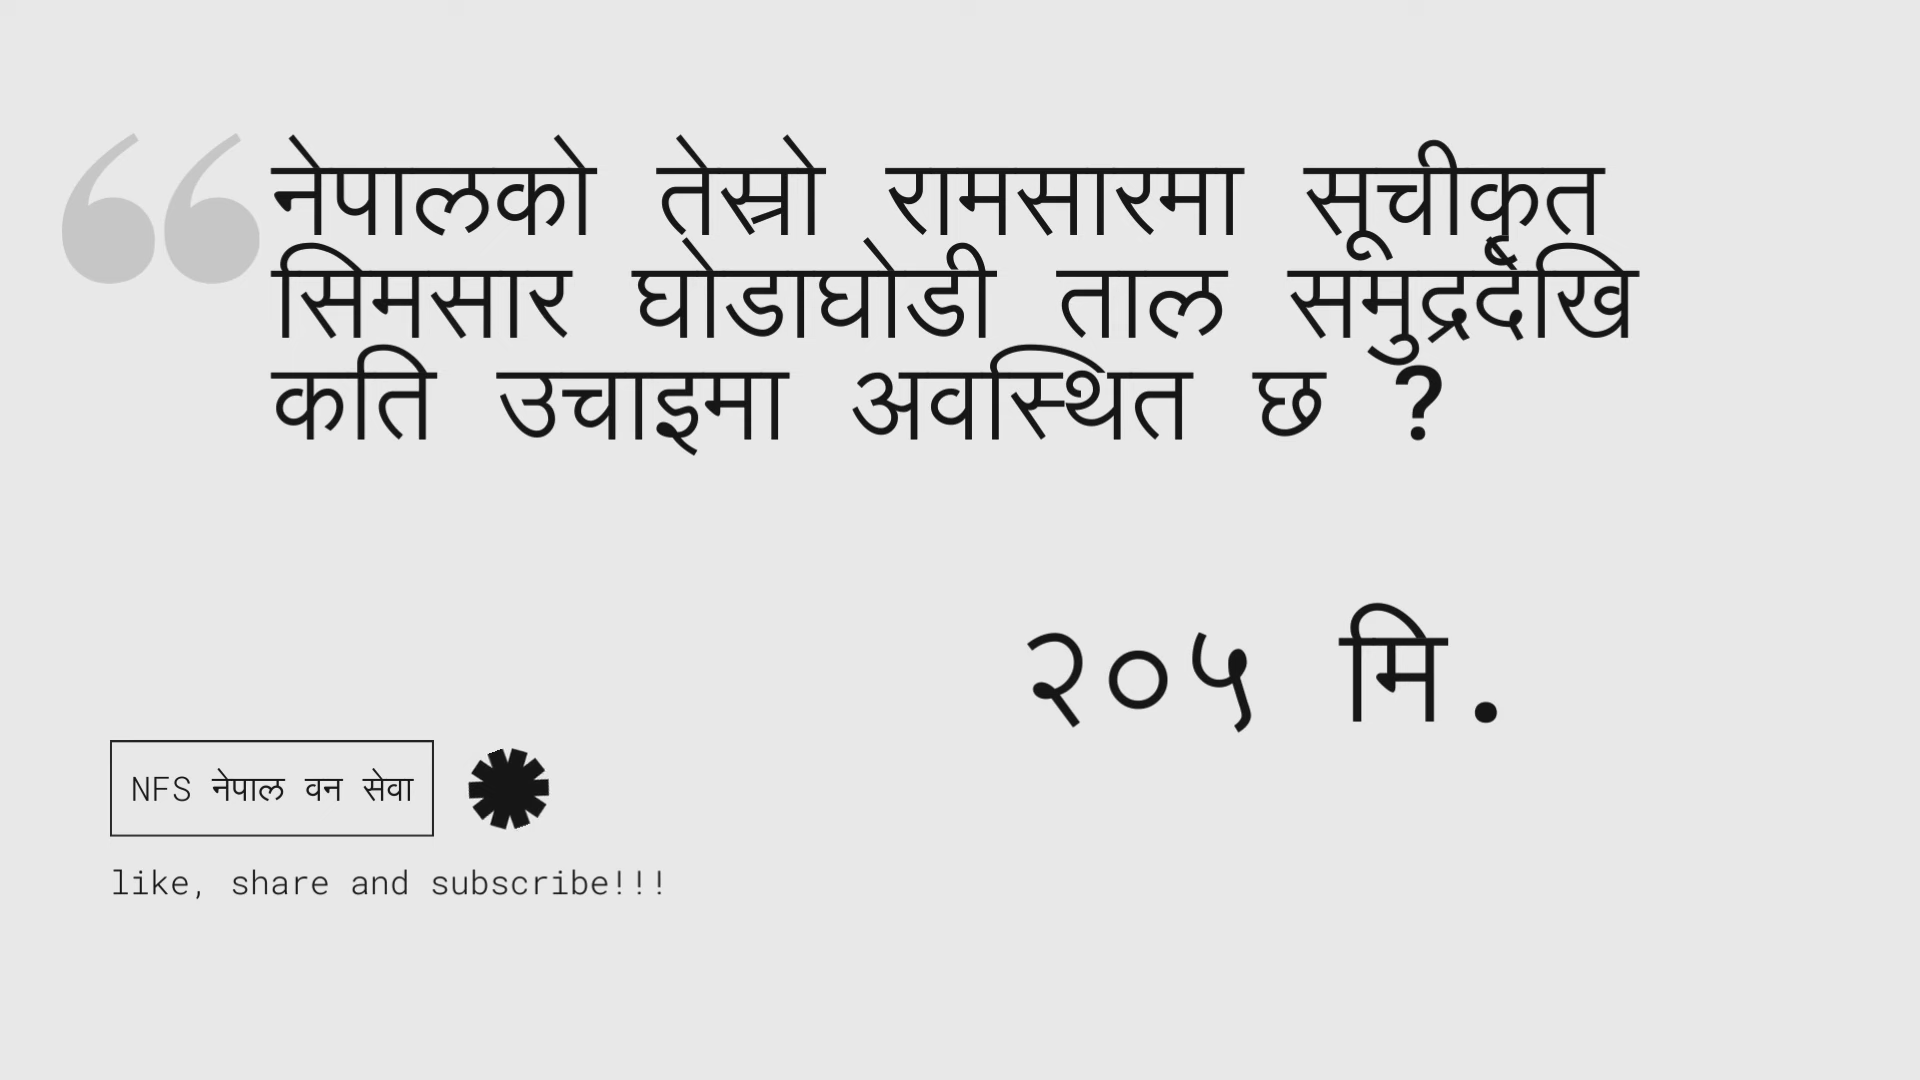 नेपालको तेस्रो रामसारमा सूचीकृत
सिमसार घोडाघोडी ताल समुद्रदेखि
कति उचाइमा अवस्थित छ ?
२०५ मि.
NFS नेपाल वन सेवा
like, share and subscribe!!!